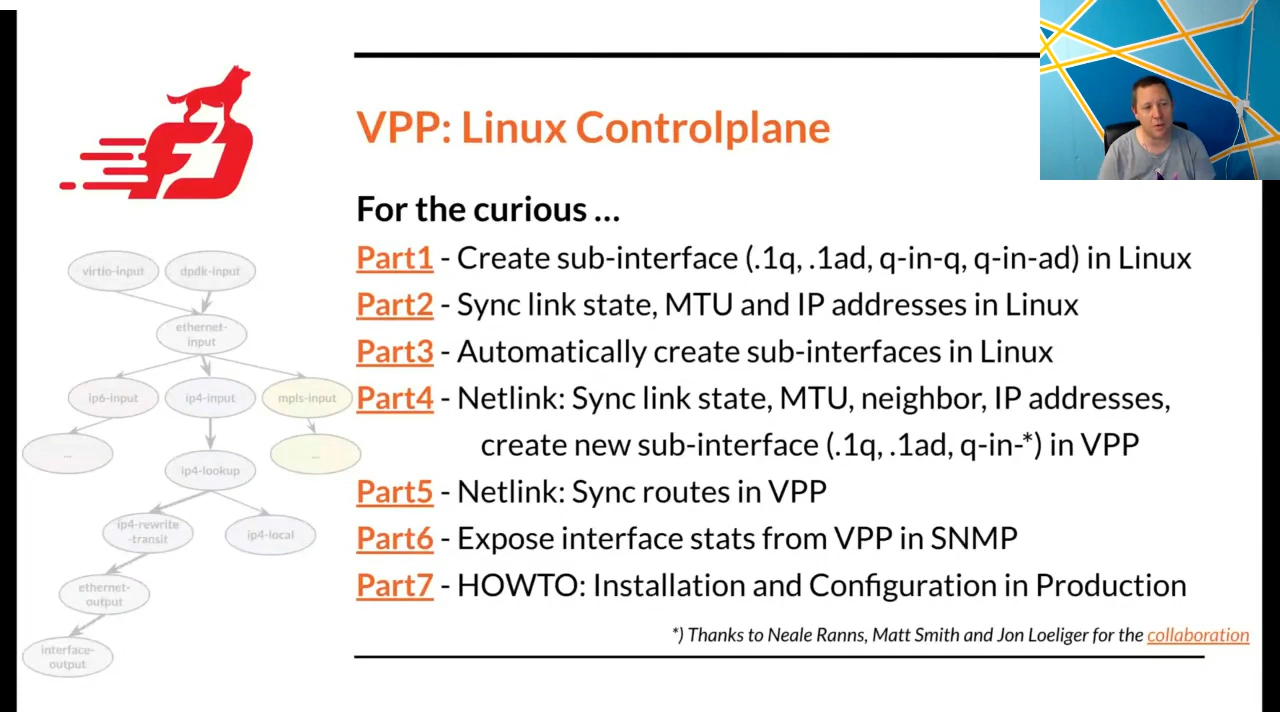 VPP: Linux Controlplane
For the curious ...
Part1 - Create sub-interface (.1q, .1ad, q-in-q, q-in-ad) in Linux
Part2 - Sync link state, MTU and IP addresses in Linux
Part3 - Automatically create sub-interfaces in Linux
Part4 - Netlink: Sync link state, MTU, neighbor, IP addresses,
create new sub-interface (.1q, .1ad, q-in-*) in VPP
Part5 - Netlink: Sync routes in VPP
Part6 - Expose interface stats from VPP in SNMP
Part7 - HOWTO: Installation and Configuration in Production
*) Thanks to Neale Ranns, Matt Smith and Jon Loeliger for the collaboration
virtio-input
dpdk-input
ethernet-
input
ip6-input
ip4-input
mpls-input
...
...
ip4-lookup
ip4-rewrite
-transit
ip4-local
ethernet-
output
interface-
output